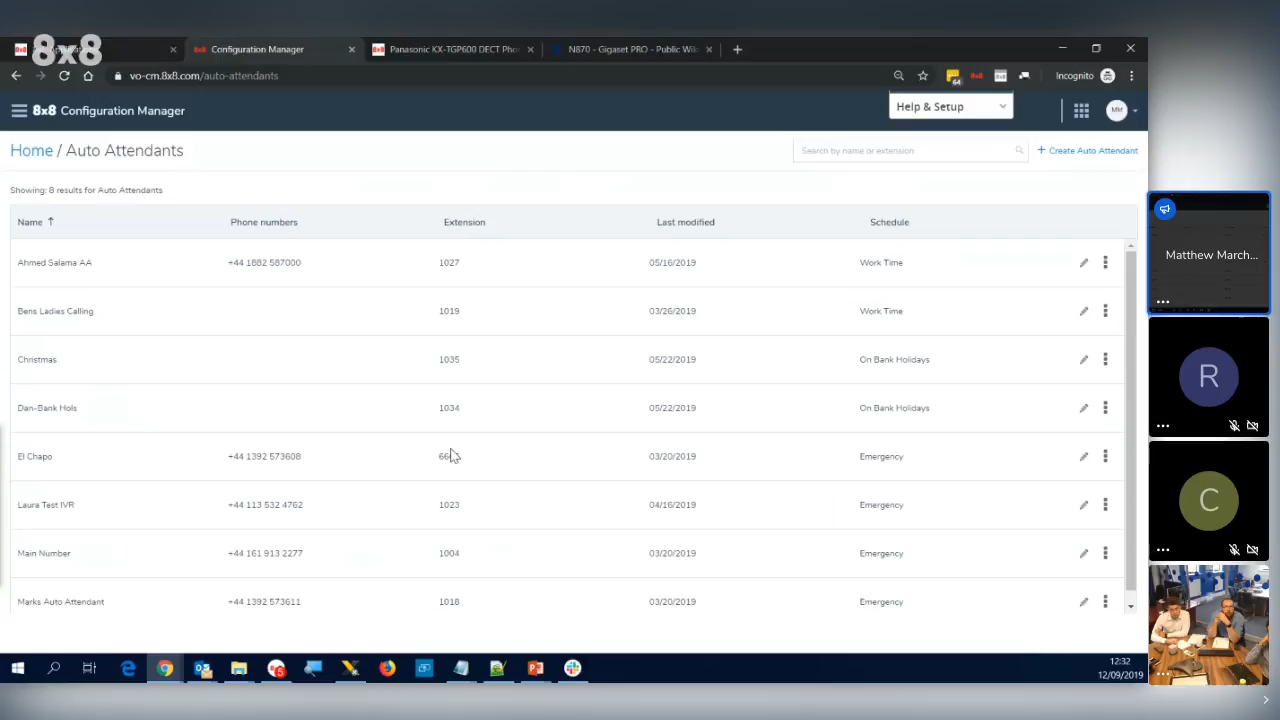 8x8
Configuration Manager
Panasonic KX-TGP600 DECT Pho
N870 - Gigaset PRO - Public Wik
vo-cm.8x8.com/auto-attendants
64
8x8
Incognito
8x8 Configuration Manager
Help & Setup
MM
Home / Auto Attendants
Search by name or extension
+ Create Auto Attendant
Showing: 8 results for Auto Attendants
Name Phone numbers Extension Last modified Schedule
Ahmed Salama AA +44 1882 587000 1027 05/16/2019 Work Time
Bens Ladies Calling 1019 03/26/2019 Work Time
Christmas 1035 05/22/2019 On Bank Holidays
Dan-Bank Hols 1034 05/22/2019 On Bank Holidays
El Chapo +44 1392 573608 03/20/2019 Emergency
Laura Test IVR +44 113 532 4762 1023 04/16/2019 Emergency
Main Number +44 161 913 2277 1004 03/20/2019 Emergency
Marks Auto Attendant +44 1392 573611 1018 03/20/2019 Emergency
Matthew March...
R
C
12:32
12/09/2019